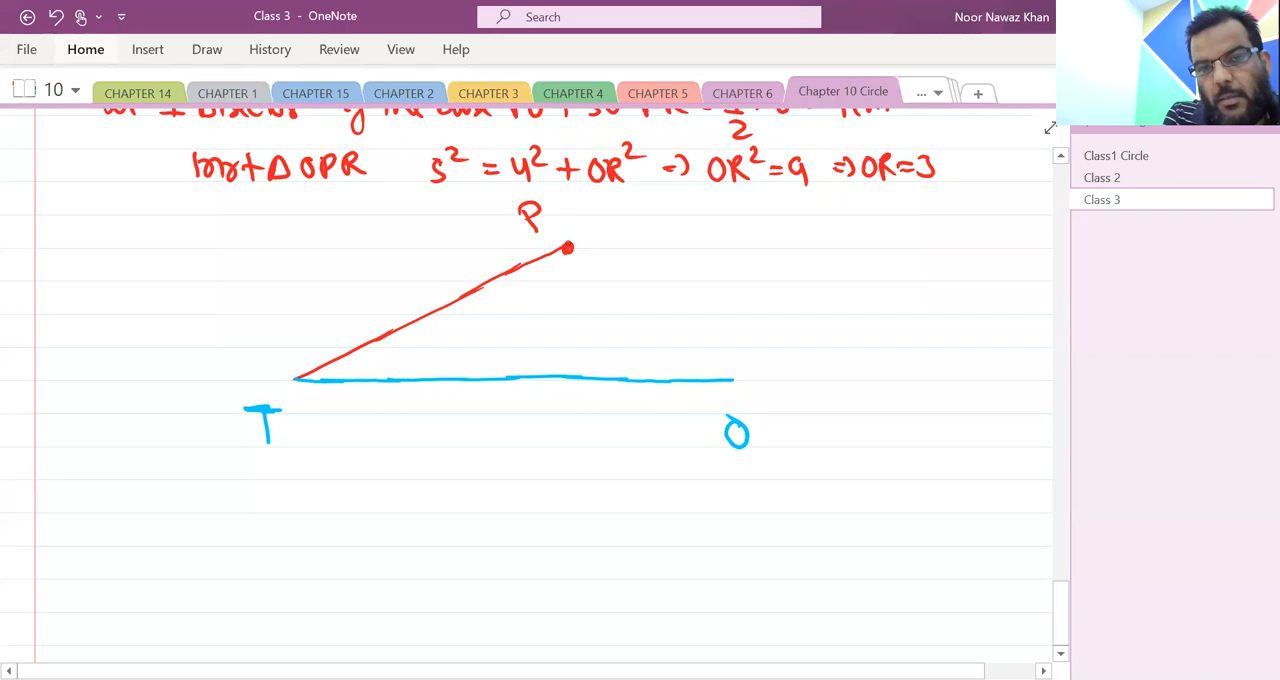 Class 3 - OneNote
Search
Noor Nawaz Khan
File Home Insert Draw History Review View Help
10 CHAPTER 14 CHAPTER 1 CHAPTER 15 CHAPTER 2 CHAPTER 3 CHAPTER 4 CHAPTER 5 CHAPTER 6 Chapter 10 Circle ... +
Class1 Circle
Class 2
Class 3
2
In rt Δ OPR 5² = 4² + OR² => OR² = 9 => OR = 3
P
T
O